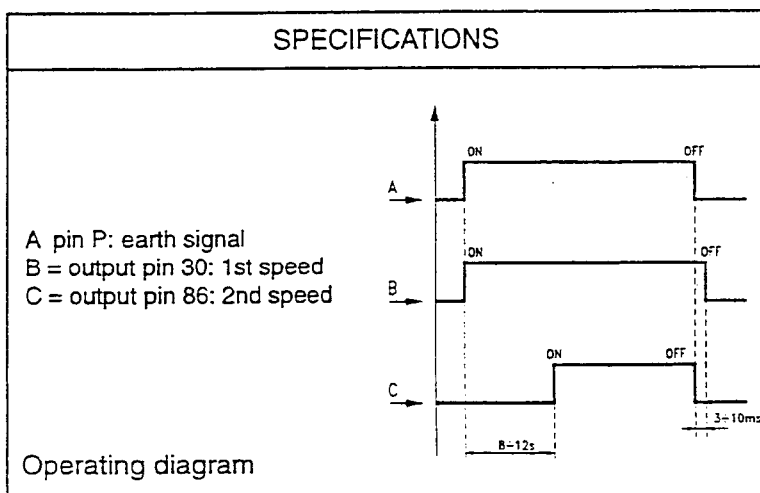 SPECIFICATIONS
A pin P: earth signal
B = output pin 30: 1st speed
C = output pin 86: 2nd speed
Operating diagram
ON OFF
A
ON OFF
B
ON OFF
C
3÷10ms
8÷12s